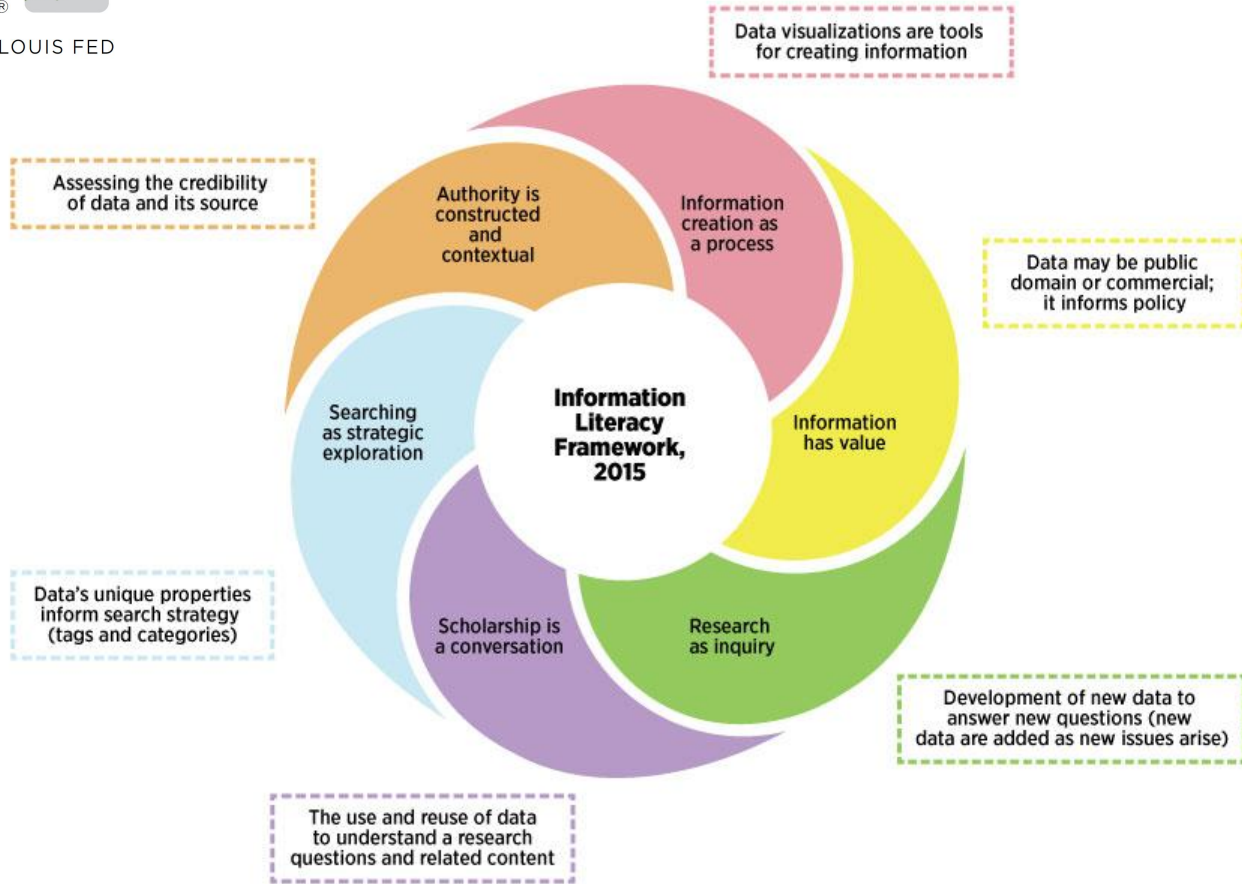 ®
LOUIS FED
Data visualizations are tools
for creating information
Assessing the credibility
of data and its source
Authority is
constructed
and
contextual
Information
creation as
a process
Data may be public
domain or commercial;
it informs policy
Information
Literacy
Framework,
2015
Searching
as strategic
exploration
Information
has value
Data’s unique properties
inform search strategy
(tags and categories)
Scholarship is
a conversation
Research
as inquiry
Development of new data to
answer new questions (new
data are added as new issues arise)
The use and reuse of data
to understand a research
questions and related content